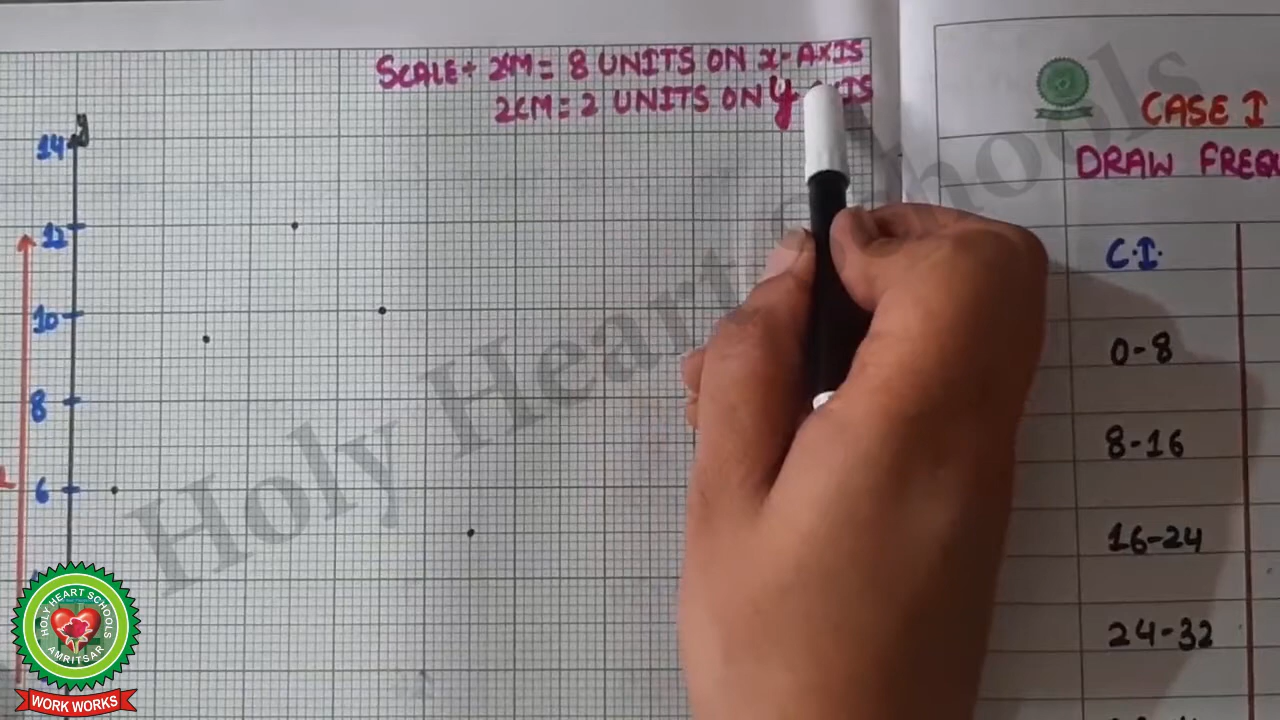 SCALE÷ 2CM = 8 UNITS ON X-AXIS
2CM = 2 UNITS ON Y AXIS
y
14
12
10
8
6
CASE I
DRAW
C.I.
0-8
8-16
16-24
24-32
Holy Heart Schools
HOLY HEART SCHOOLS
AMRITSAR
WORK WORKS